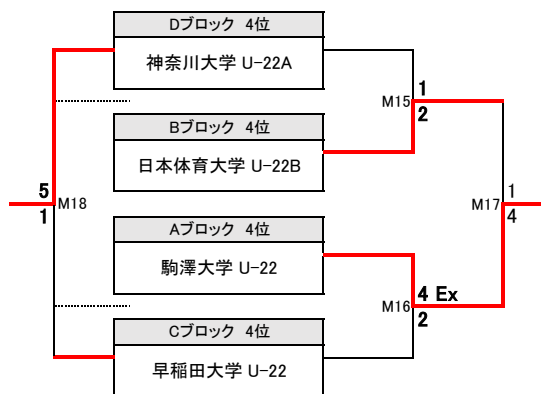 Dブロック 4位
神奈川大学 U-22A
M15
1
2
Bブロック 4位
日本体育大学 U-22B
5
1
M18
M17
1
4
Aブロック 4位
駒澤大学 U-22
M16
4 Ex
2
Cブロック 4位
早稲田大学 U-22